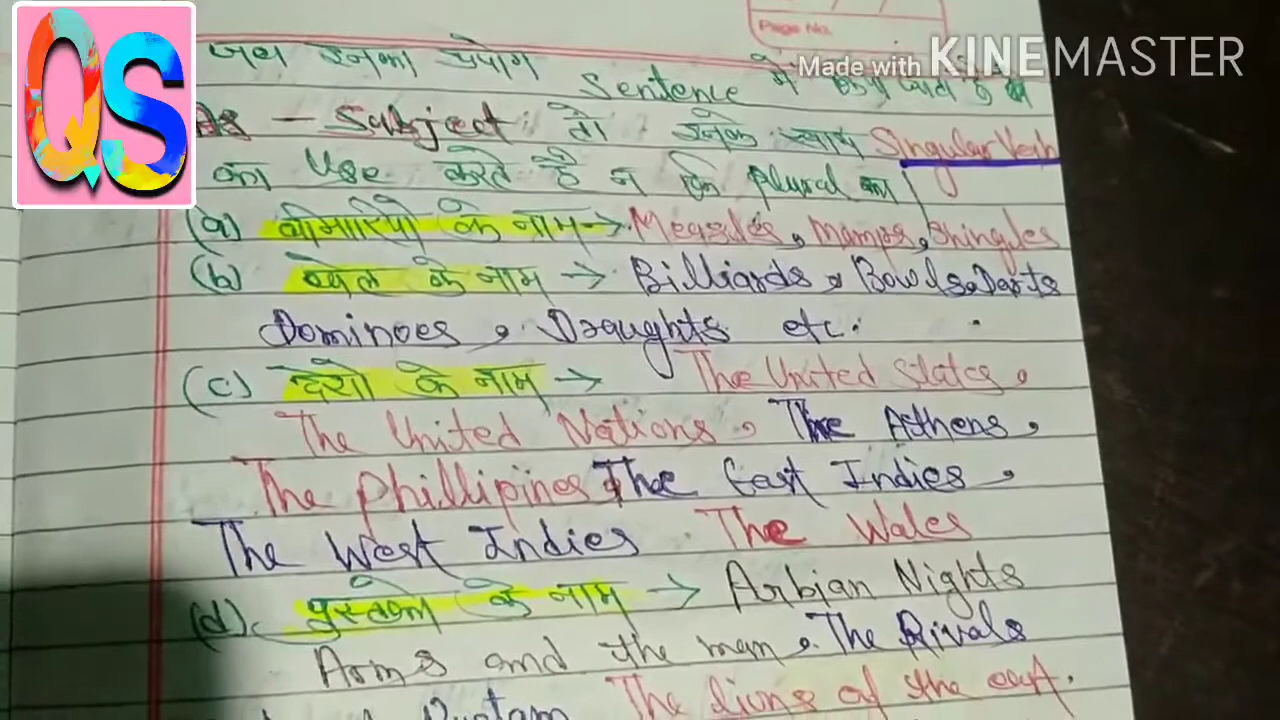 QS
Page No.
Made with KINEMASTER
जब इनका प्रयोग Sentence में किया जाता है
- Subject तो उनके साथ Singular Verb
का Use करते है न कि plural का
(a) बीमारियो के नाम → Measles, Mumps, Shingles
(b) खेल के नाम → Billiards, Bowls, Darts
Dominoes, Draughts etc.
(c) देशो के नाम → The United States,
The United Nations, The Athens,
The Phillipines, The East Indies,
The West Indies The Wales
(d) पुस्तको के नाम → Arbian Nights
Arms and the man, The Rivals
Rustam The lions of the east.